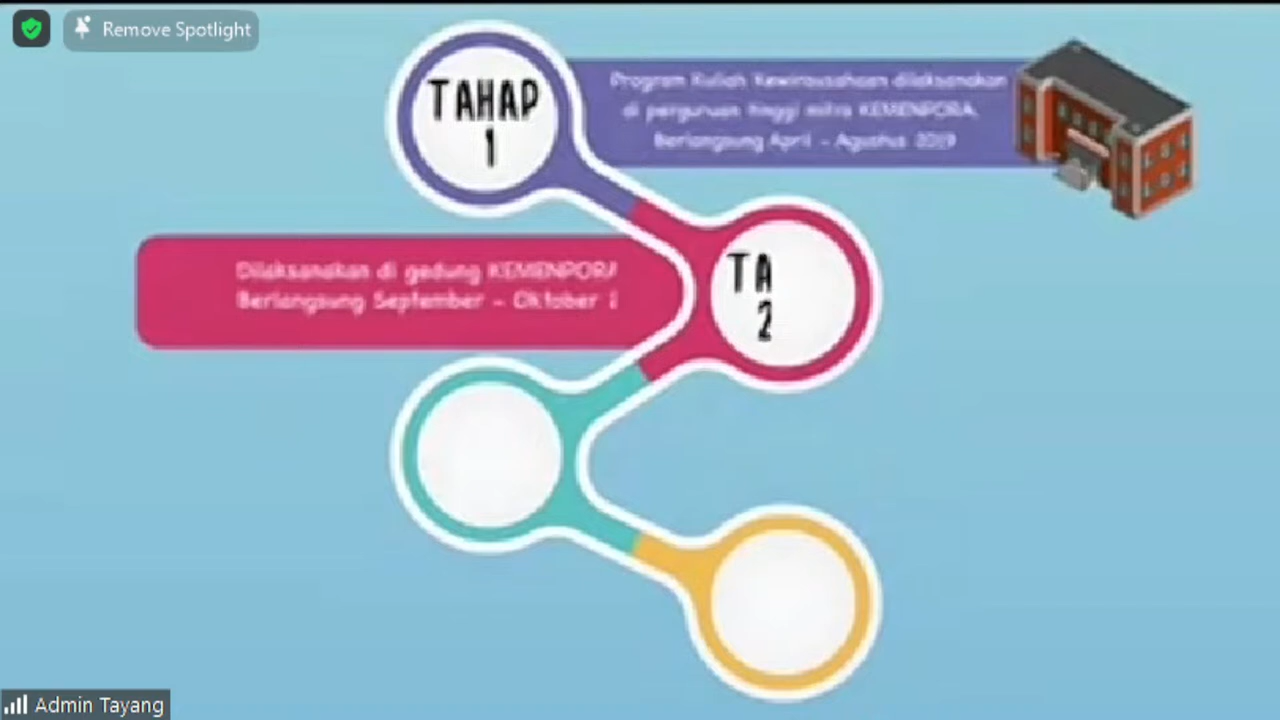 Remove Spotlight
TAHAP
1
Program Kuliah Kewirausahaan dilaksanakan
di perguruan tinggi mitra KEMENPORA.
Berlangsung April - Agustus 2019
TA
2
Dilaksanakan di gedung KEMENPORA
Berlangsung September - Oktober
Admin Tayang